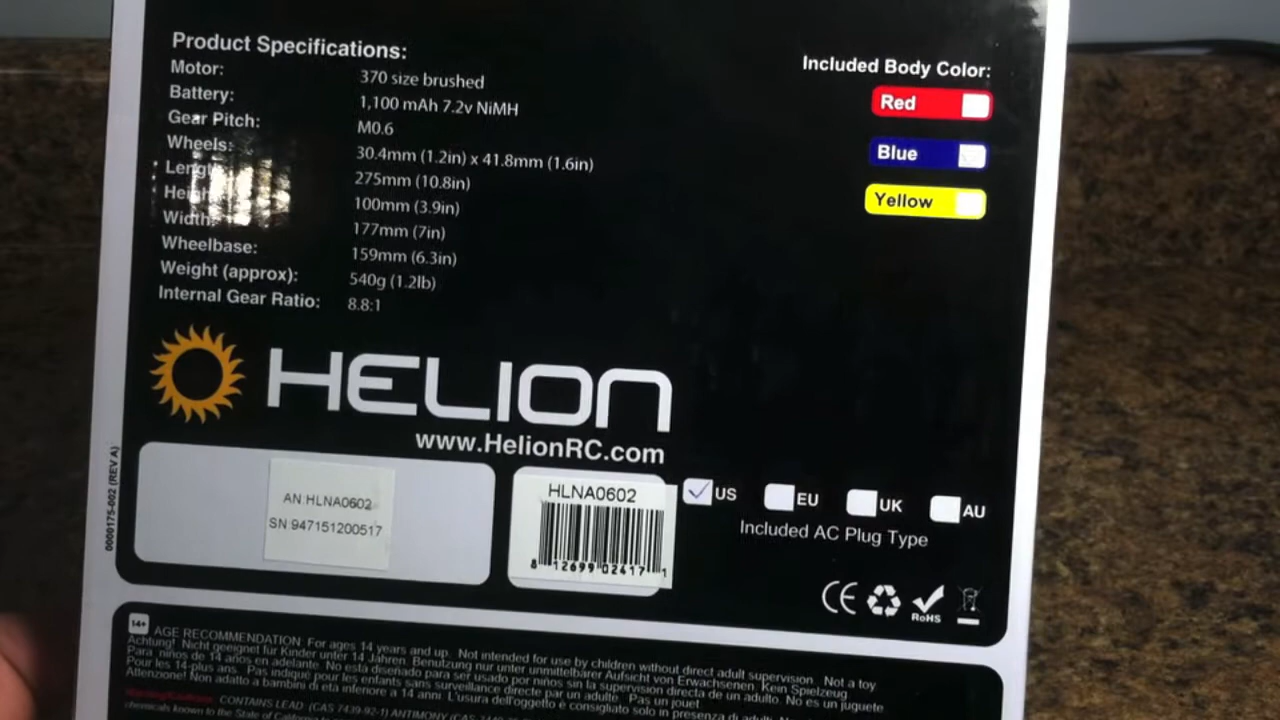 Product Specifications:
Motor: 370 size brushed
Battery: 1,100 mAh 7.2v NiMH
Gear Pitch: M0.6
Wheels: 30.4mm (1.2in) x 41.8mm (1.6in)
Length: 275mm (10.8in)
Height: 100mm (3.9in)
Width: 177mm (7in)
Wheelbase: 159mm (6.3in)
Weight (approx): 540g (1.2lb)
Internal Gear Ratio: 8.8:1
Included Body Color:
Red
Blue
Yellow
HELION
www.HelionRC.com
0000175-002 (REV A)
AN:HLNA0602
SN:947151200517
HLNA0602
8 12699 02417 1
US EU UK AU
Included AC Plug Type
CE
RoHS
14+
AGE RECOMMENDATION: For ages 14 years and up. Not intended for use by children without direct adult supervision. Not a toy
Achtung! Nicht geeignet für Kinder unter 14 Jahren. Benutzung nur unter unmittelbarer Aufsicht von Erwachsenen. Kein Spielzeug.
Para niños de 14 años en adelante. No está diseñado para ser usado por niños sin la supervisión directa de un adulto. No es un juguete
Pour les 14-plus ans. Pas indiqué pour les enfants sans surveillance directe par un adulte. Pas un jouet.
Attenzione! Non adatto a bambini di età inferiore a 14 anni. L'usura dell'oggetto è consigliato solo in presenza di
CONTAINS LEAD: (CAS 7439-92-1) ANTIMONY (CAS
chemicals known to the State of